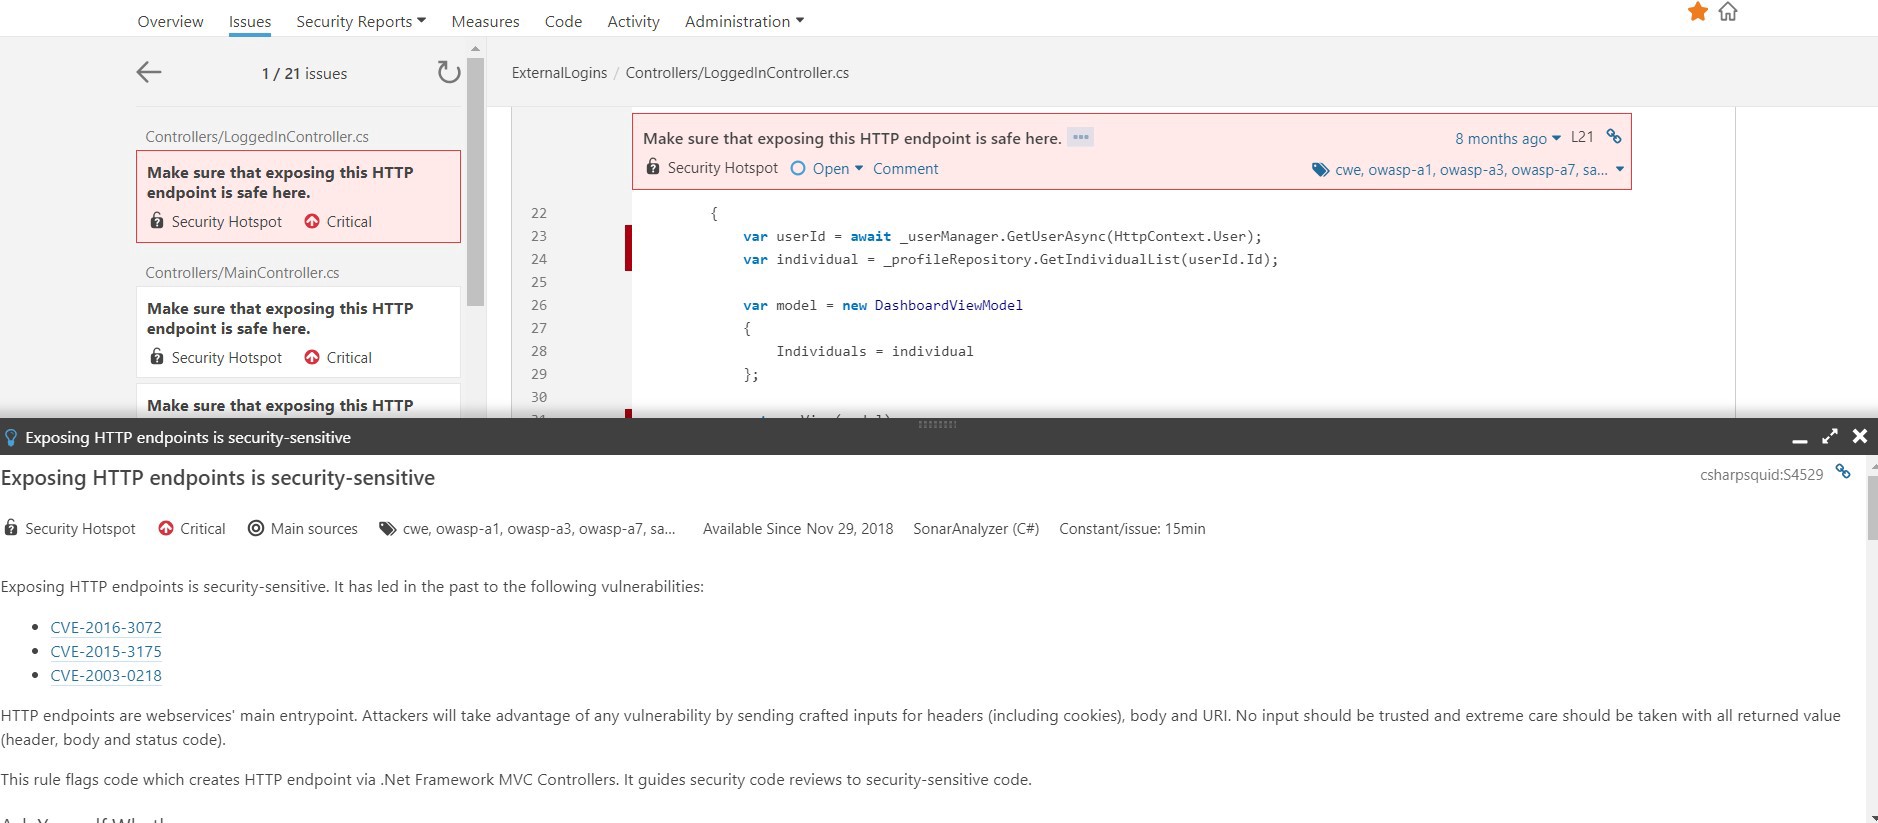 Overview Issues Security Reports Measures Code Activity Administration
1 / 21 issues
Controllers/LoggedInController.cs
Make sure that exposing this HTTP
endpoint is safe here.
Security Hotspot Critical
Controllers/MainController.cs
Make sure that exposing this HTTP
endpoint is safe here.
Security Hotspot Critical
Make sure that exposing this HTTP
ExternalLogins / Controllers/LoggedInController.cs
Make sure that exposing this HTTP endpoint is safe here. 8 months ago L21
Security Hotspot Open Comment cwe, owasp-a1, owasp-a3, owasp-a7, sa...
22 {
23 var userId = await _userManager.GetUserAsync(HttpContext.User);
24 var individual = _profileRepository.GetIndividualList(userId.Id);
25
26 var model = new DashboardViewModel
27 {
28 Individuals = individual
29 };
30
Exposing HTTP endpoints is security-sensitive
Exposing HTTP endpoints is security-sensitive csharpsquid:S4529
Security Hotspot Critical Main sources cwe, owasp-a1, owasp-a3, owasp-a7, sa... Available Since Nov 29, 2018 SonarAnalyzer (C#) Constant/issue: 15min
Exposing HTTP endpoints is security-sensitive. It has led in the past to the following vulnerabilities:
• CVE-2016-3072
• CVE-2015-3175
• CVE-2003-0218
HTTP endpoints are webservices' main entrypoint. Attackers will take advantage of any vulnerability by sending crafted inputs for headers (including cookies), body and URI. No input should be trusted and extreme care should be taken with all returned value
(header, body and status code).
This rule flags code which creates HTTP endpoint via .Net Framework MVC Controllers. It guides security code reviews to security-sensitive code.